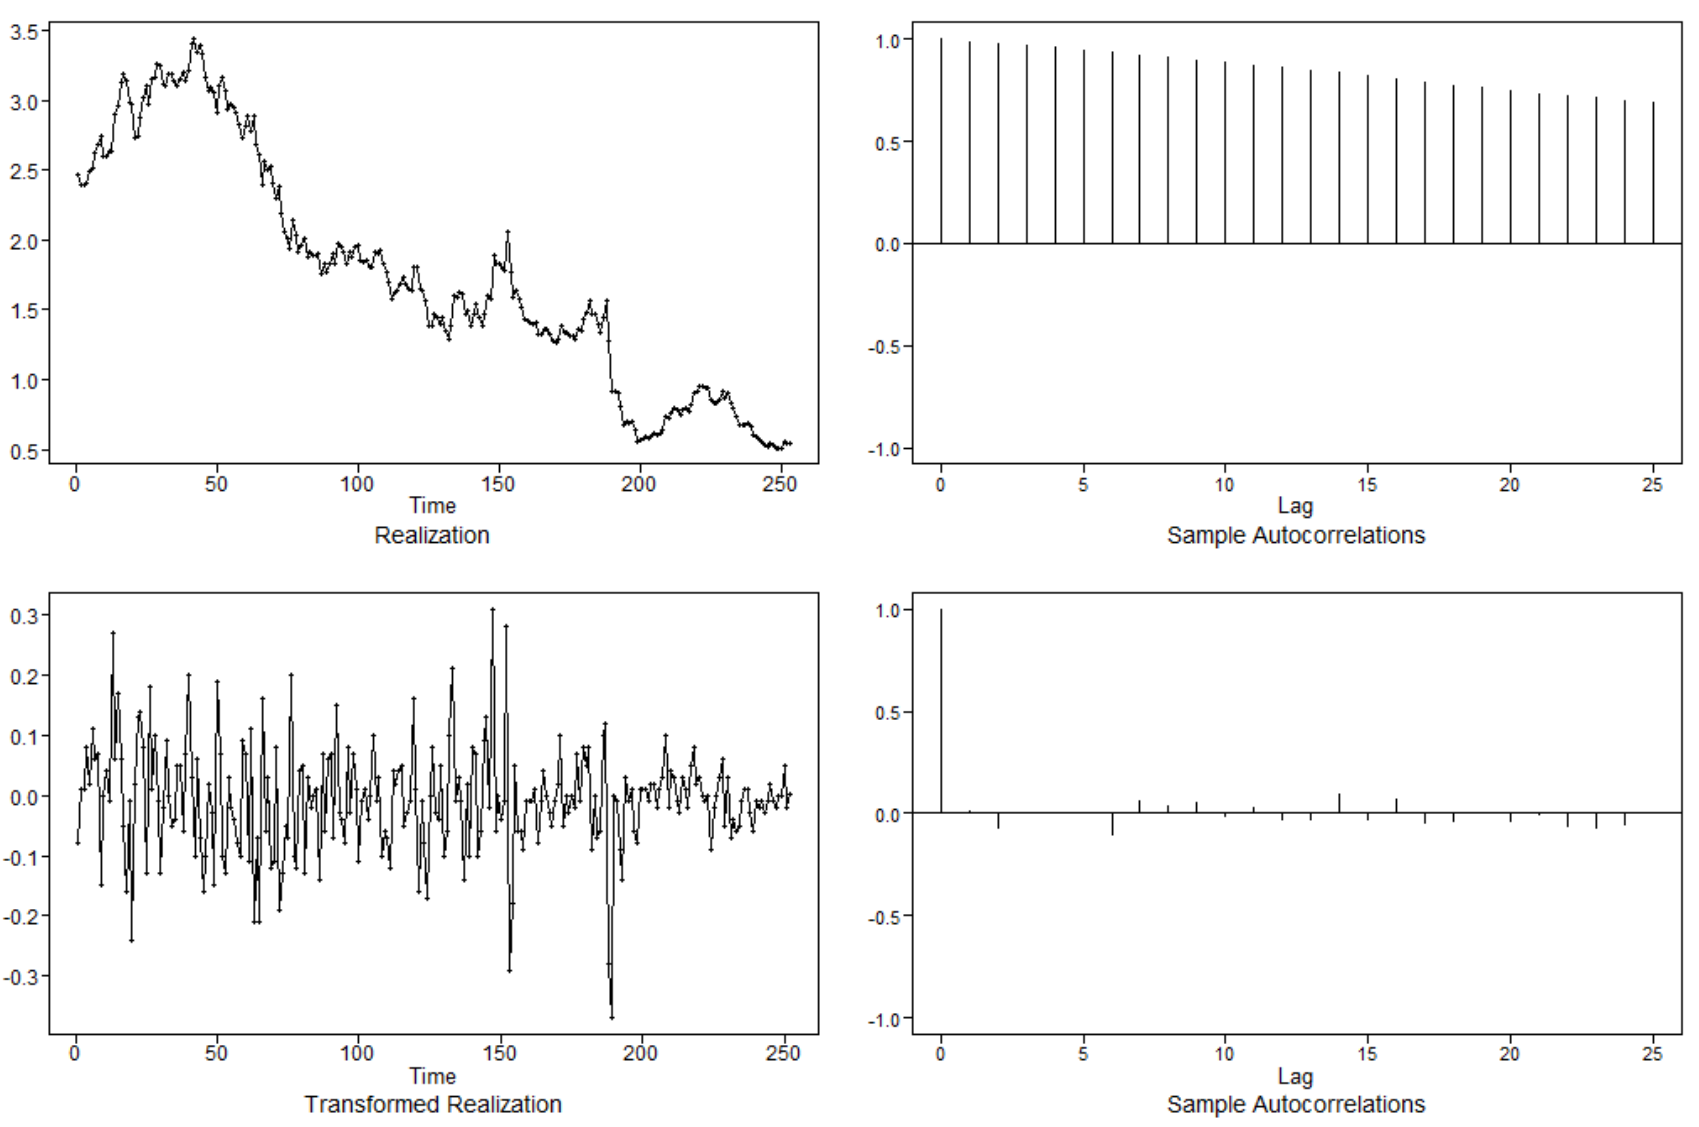 3.5
3.0
2.5
2.0
1.5
1.0
0.5
0 50 100 150 200 250
Time
Realization
1.0
0.5
0.0
-0.5
-1.0
0 5 10 15 20 25
Lag
Sample Autocorrelations
0.3
0.2
0.1
0.0
-0.1
-0.2
-0.3
0 50 100 150 200 250
Time
Transformed Realization
1.0
0.5
0.0
-0.5
-1.0
0 5 10 15 20 25
Lag
Sample Autocorrelations